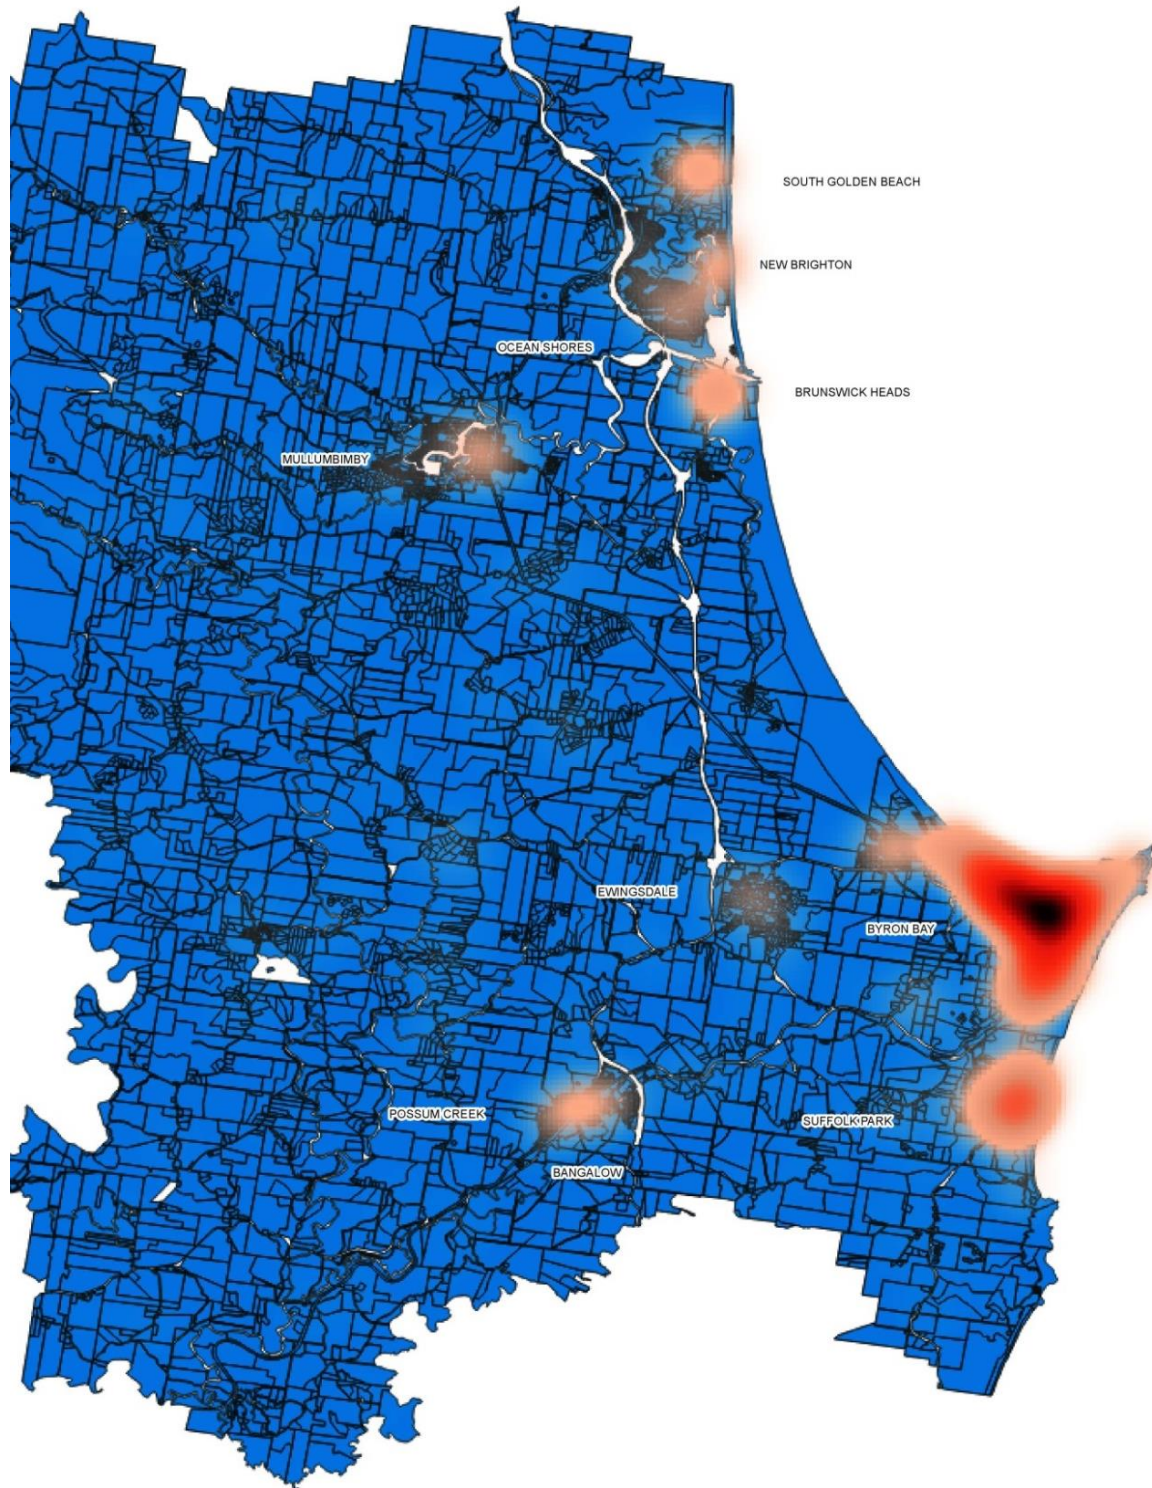 SOUTH GOLDEN BEACH
NEW BRIGHTON
OCEAN SHORES
BRUNSWICK HEADS
MULLUMBIMBY
EWINGSDALE
BYRON BAY
POSSUM CREEK
SUFFOLK PARK
BANGALOW